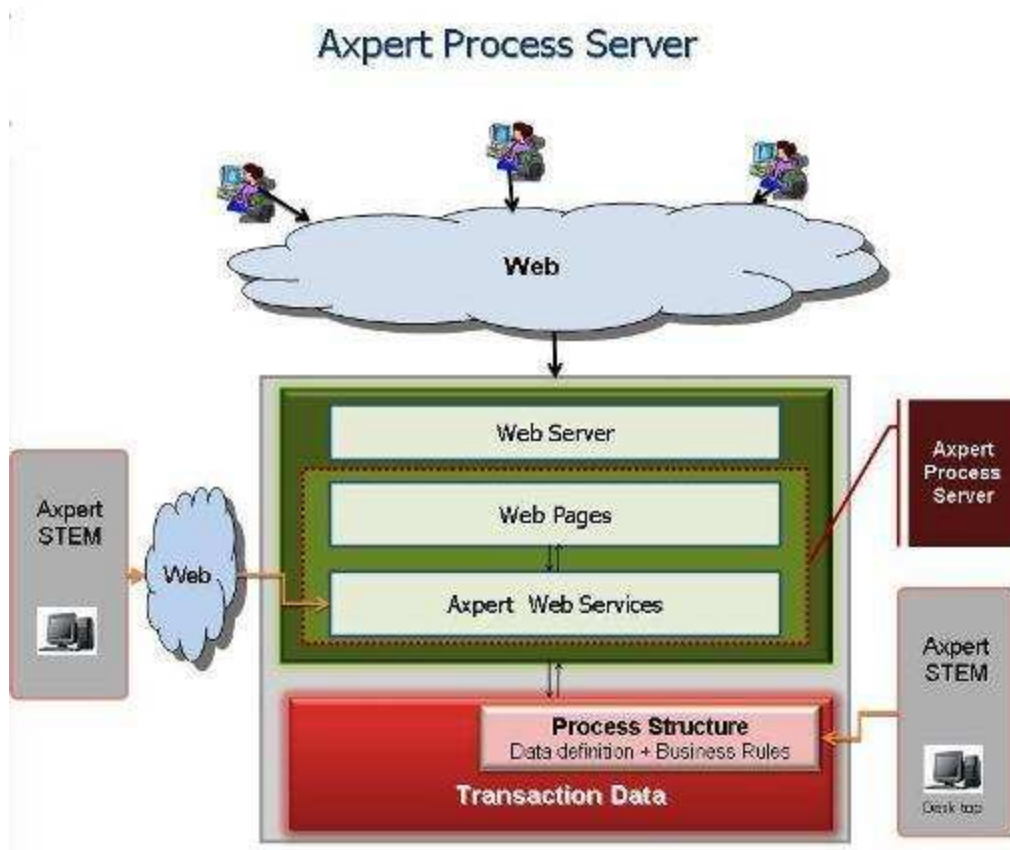 Axpert Process Server
Web
Web Server
Web Pages
Axpert Web Services
Axpert
Process
Server
Axpert
STEM
Web
Axpert
STEM
Desk top
Process Structure
Data definition + Business Rules
Transaction Data